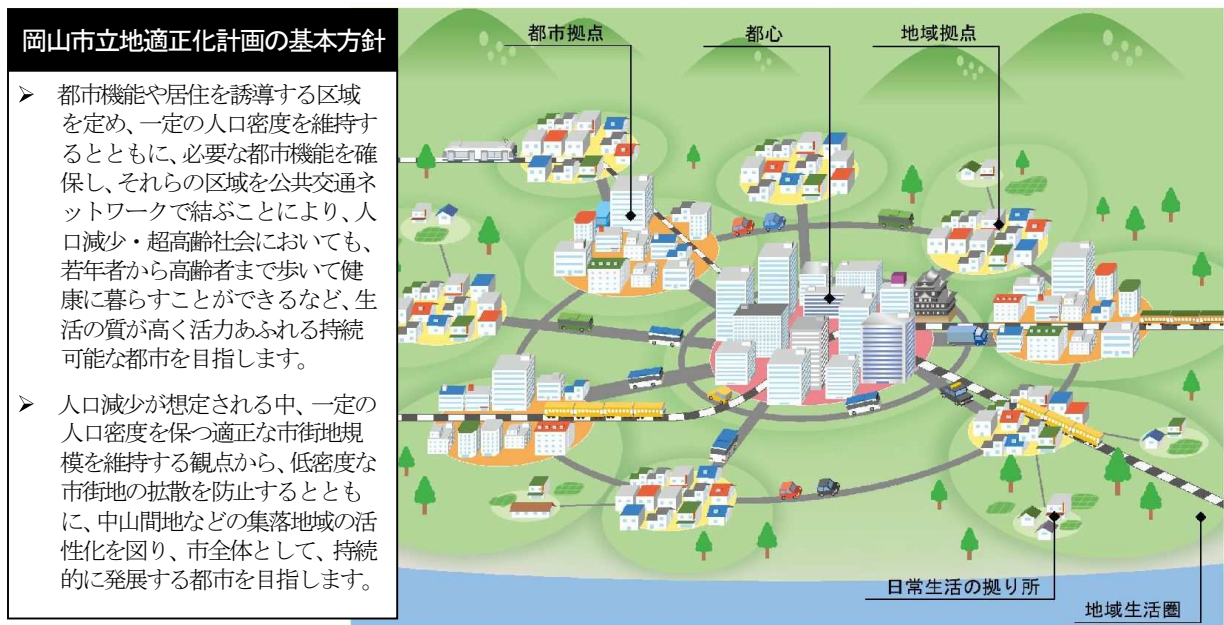 岡山市立地適正化計画の基本方針
➢ 都市機能や居住を誘導する区域
を定め、一定の人口密度を維持す
るとともに、必要な都市機能を確
保し、それらの区域を公共交通ネ
ットワークで結ぶことにより、人
口減少・超高齢社会においても、
若年者から高齢者まで歩いて健
康に暮らすことができるなど、生
活の質が高く活力あふれる持続
可能な都市を目指します。
➢ 人口減少が想定される中、一定の
人口密度を保つ適正な市街地規
模を維持する観点から、低密度な
市街地の拡散を防止するととも
に、中山間地などの集落地域の活
性化を図り、市全体として、持続
的に発展する都市を目指します。
都市拠点
都心
地域拠点
日常生活の拠り所
地域生活圏